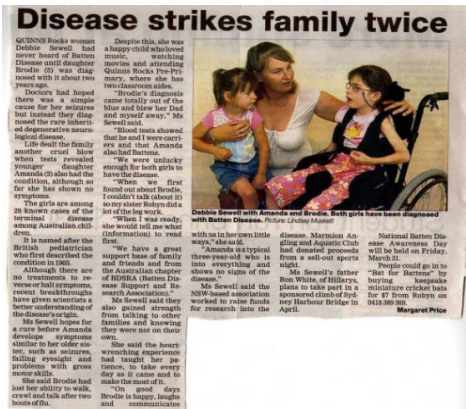 Disease strikes family twice
QUINNS Rocks woman
Debbie Sewell had
never heard of Batten
Disease until daughter
Brodie (5) was diag-
nosed with it about two
years ago.
Doctors had hoped
there was a simple
cause for her seizures
but instead they diag-
nosed the rare inherit-
ed degenerative neuro-
logical disease.
Life dealt the family
another cruel blow
when tests revealed
younger daughter
Amanda (3) also had the
condition, although so
far she has shown no
symptoms.
The girls are among
29 known cases of the
terminal disease
among Australian chil-
dren.
It is named after the
British pediatrician
who first described the
condition in 1903.
Although there are
no treatments to re-
verse or halt symptoms,
recent breakthroughs
have given scientists a
better understanding of
the disease's origin.
Ms Sewell hopes for
a cure before Amanda
develops symptoms
similar to her older sis-
ter, such as seizures,
failing eyesight and
problems with gross
motor skills.
She said Brodie had
lost her ability to walk,
crawl and talk after two
bouts of flu.
Despite this, she was
a happy child who loved
music, watching
movies and attending
Quinns Rocks Pre-Pri-
mary, where she has
two classroom aides.
"Brodie's diagnosis
came totally out of the
blue and blew her Dad
and myself away," Ms
Sewell said.
"Blood tests showed
that he and I were carri-
ers and that Amanda
also had Battens.
"We were unlucky
enough for both girls to
have the disease.
"When we first
found out about Brodie,
I couldn't talk (about it)
so my sister Robyn did a
lot of the leg work.
"When I was ready,
she would tell me what
(information) to read
first.
"We have a great
support base of family
and friends and from
the Australian chapter
of BDSRA (Batten Dis-
ease Support and Re-
search Association)."
Ms Sewell said they
also gained strength
from talking to other
families and knowing
they were not on their
own.
She said the heart-
wrenching experience
had taught her pa-
tience, to take every
day as it came and to
make the most of it.
"On good days
Brodie is happy, laughs
and communicates
Debbie Sewell with Amanda and Brodie. Both girls have been diagnosed
with Batten Disease. Picture: Lindsay Muskett
with us in her own little
ways," she said.
"Amanda is a typical
three-year-old who is
into everything and
shows no signs of the
disease."
Ms Sewell said the
NSW-based association
worked to raise funds
for research into the
disease. Marmion An-
gling and Aquatic Club
had donated proceeds
from a sell-out sports
night.
Ms Sewell's father
Ron White, of Hillarys,
plans to take part in a
sponsored climb of Syd-
ney Harbour Bridge in
April.
National Batten Dis-
ease Awareness Day
will be held on Friday,
March 31.
People could go in to
"Bat for Battens" by
buying keepsake
miniature cricket bats
for $7 from Robyn on
0418 389 369.
Margaret Price